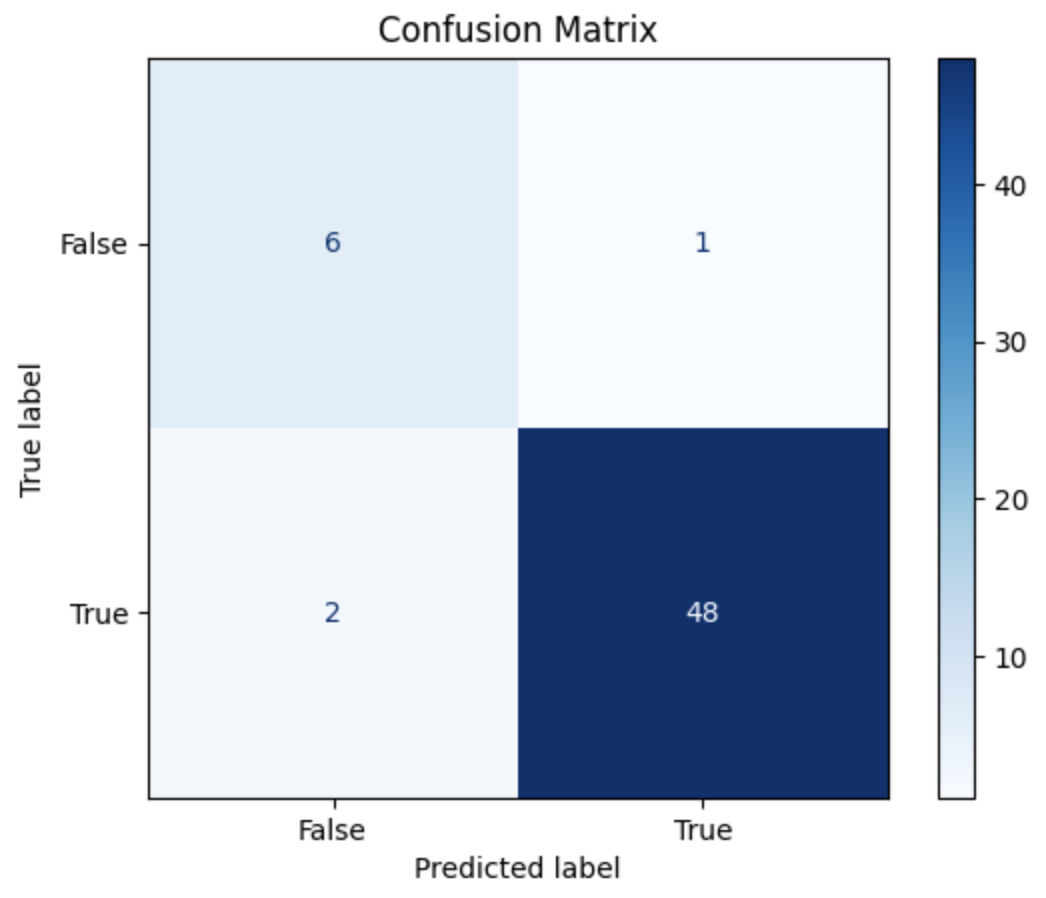 Confusion Matrix
False
6
1
True
2
48
False
True
Predicted label
True label
40
30
20
10